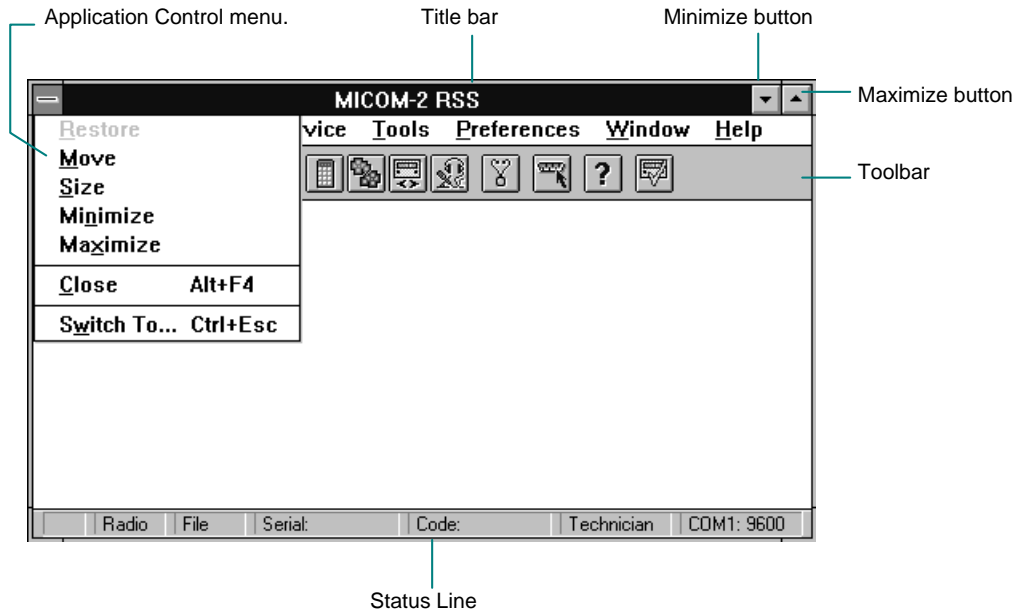 Application Control menu.
Title bar
Minimize button
MICOM-2 RSS
Maximize button
Restore
vice Tools Preferences Window Help
Move
Toolbar
Size
Minimize
Maximize
Close Alt+F4
Switch To... Ctrl+Esc
Radio File Serial: Code: Technician COM1: 9600
Status Line